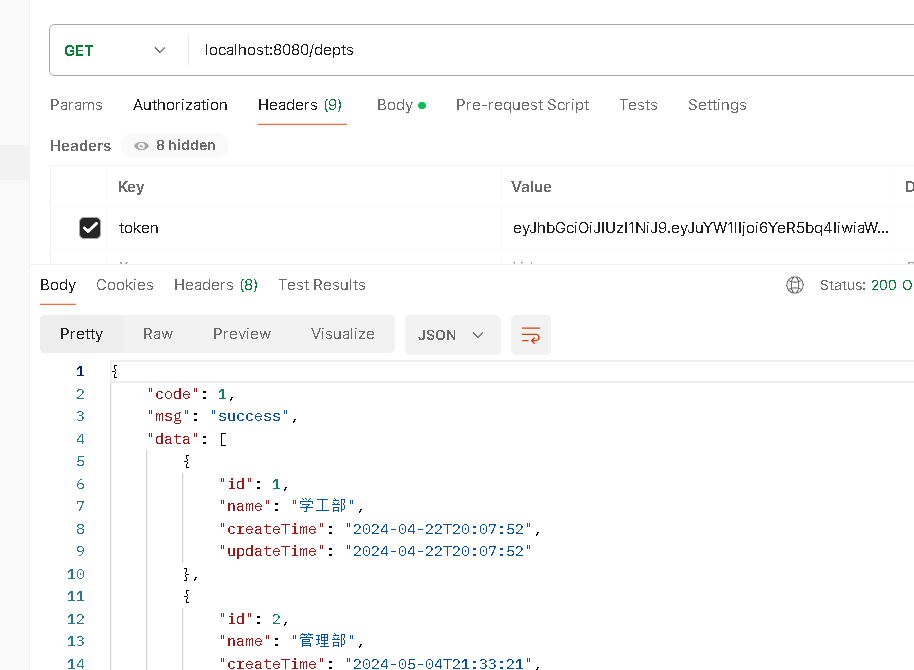 GET localhost:8080/depts
Params Authorization Headers (9) Body Pre-request Script Tests Settings
Headers 8 hidden
Key Value D
token eyJhbGciOiJIUzI1NiJ9.eyJuYW1lIjoi6YeR5bq4IiwiaW...
Body Cookies Headers (8) Test Results Status: 200 O
Pretty Raw Preview Visualize JSON
1 {
2 "code": 1,
3 "msg": "success",
4 "data": [
5 {
6 "id": 1,
7 "name": "学工部",
8 "createTime": "2024-04-22T20:07:52",
9 "updateTime": "2024-04-22T20:07:52"
10 },
11 {
12 "id": 2,
13 "name": "管理部",
14 "createTime": "2024-05-04T21:33:21",